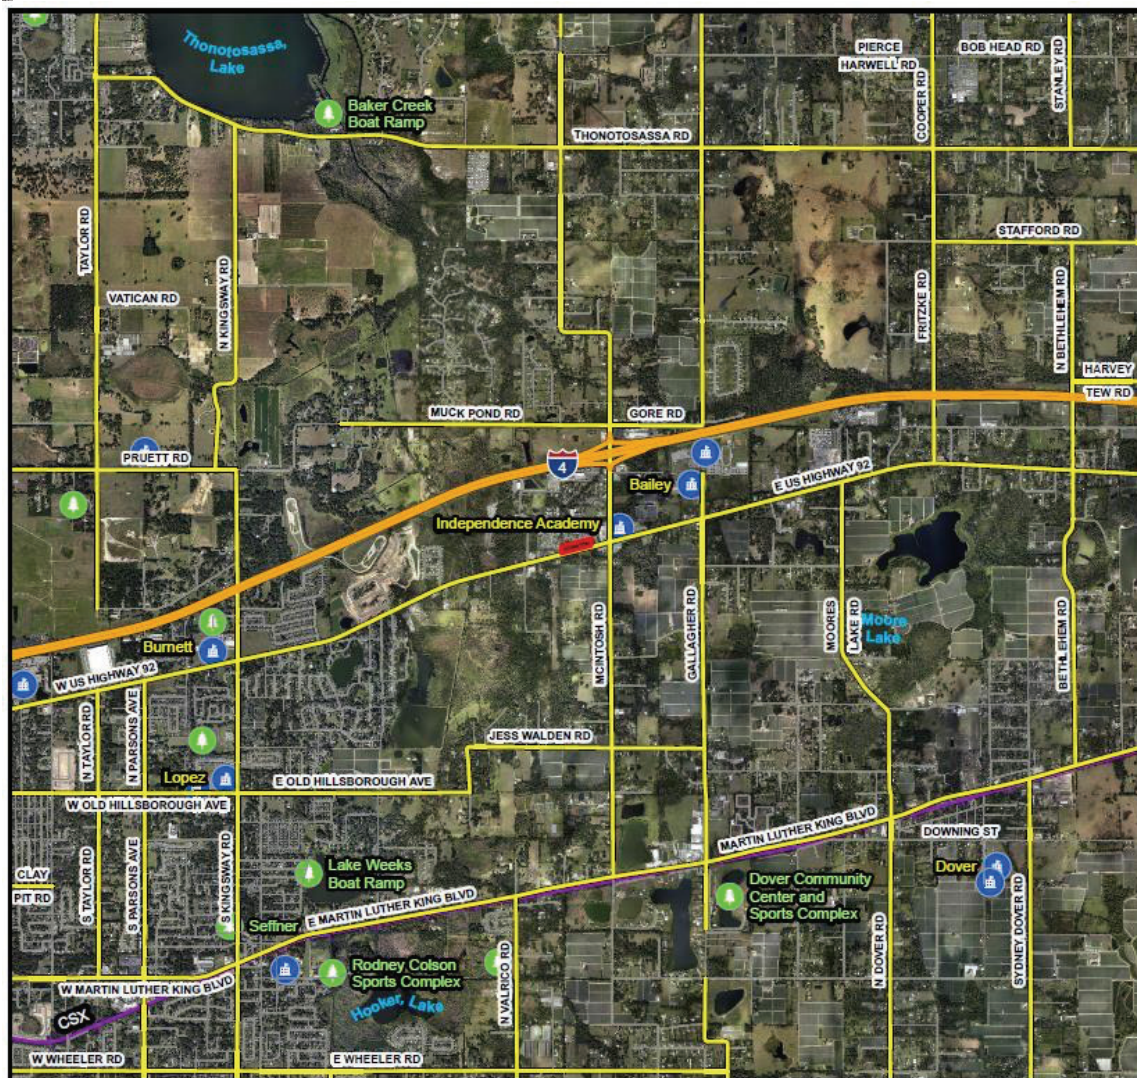 Thonotosassa,
Lake
PIERCE
HARWELL RD
BOB HEAD RD
STANLEY RD
COOPER RD
Baker Creek
Boat Ramp
THONOTOSASSA RD
TAYLOR RD
STAFFORD RD
N KINGSWAY RD
VATICAN RD
FRITZKE RD
N BETHLEHEM RD
HARVEY
TEW RD
MUCK POND RD
GORE RD
PRUETT RD
4
Bailey
E US HIGHWAY 92
Independence Academy
MCINTOSH RD
GALLAGHER RD
MOORES
LAKE RD
Moore
Lake
BETHLEHEM RD
Burnett
W US HIGHWAY 92
N TAYLOR RD
N PARSONS AVE
JESS WALDEN RD
Lopez
E OLD HILLSBOROUGH AVE
W OLD HILLSBOROUGH AVE
MARTIN LUTHER KING BLVD
DOWNING ST
CLAY
PIT RD
S TAYLOR RD
S PARSONS AVE
S KINGSWAY RD
Lake Weeks
Boat Ramp
E MARTIN LUTHER KING BLVD
Dover Community
Center and
Sports Complex
Dover
Seffner
N VALRICO RD
N DOVER RD
SYDNEY DOVER RD
Rodney Colson
Sports Complex
W MARTIN LUTHER KING BLVD
Hooker, Lake
CSX
W WHEELER RD
E WHEELER RD